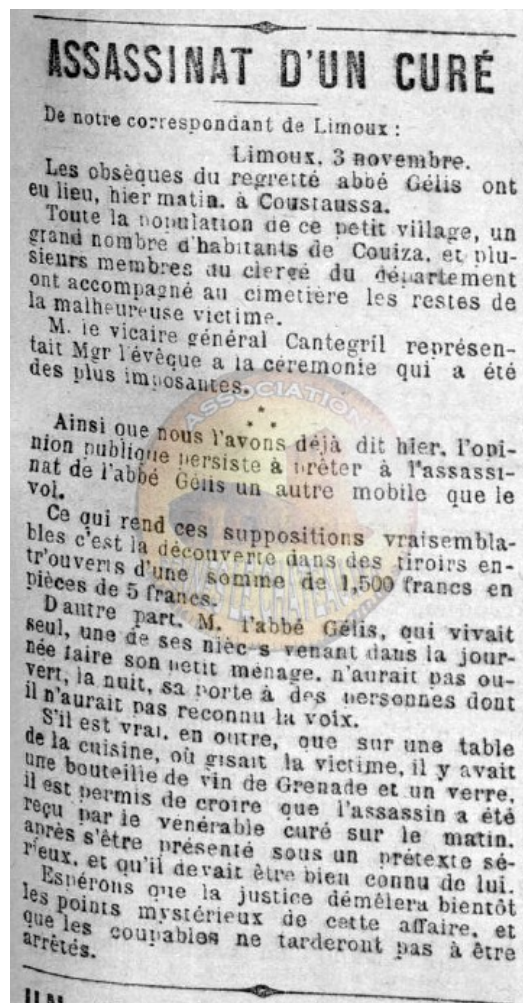 ASSASSINAT D'UN CURÉ
De notre correspondant de Limoux :
Limoux, 3 novembre.
Les obsèques du regretté abbé Gélis ont
eu lieu, hier matin, à Coustaussa.
Toute la population de ce petit village, un
grand nombre d'habitants de Couiza, et plu-
sieurs membres du clergé du département
ont accompagné au cimetière les restes de
la malheureuse victime.
M. le vicaire général Cantegril représen-
tait Mgr l'évêque a la cérémonie qui a été
des plus imposantes.
Ainsi que nous l'avons déjà dit hier, l'opi-
nion publique persiste à prêter à l'assassi-
nat de l'abbé Gélis un autre mobile que le
vol.
Ce qui rend ces suppositions vraisembla-
bles c'est la découverte dans des tiroirs en-
tr'ouverts d'une somme de 1,500 francs en
pièces de 5 francs.
D'autre part, M. l'abbé Gélis, qui vivait
seul, une de ses nièces venant dans la jour-
née faire son petit ménage, n'aurait pas ou-
vert, la nuit, sa porte à des personnes dont
il n'aurait pas reconnu la voix.
S'il est vrai, en outre, que sur une table
de la cuisine, où gisait la victime, il y avait
une bouteille de vin de Grenade et un verre,
il est permis de croire que l'assassin a été
reçu par le vénérable curé sur le matin,
après s'être présenté sous un prétexte sé-
rieux, et qu'il devait être bien connu de lui.
Espérons que la justice démêlera bientôt
les points mystérieux de cette affaire, et
que les coupables ne tarderont pas à être
arrêtés.
ASSOCIATION